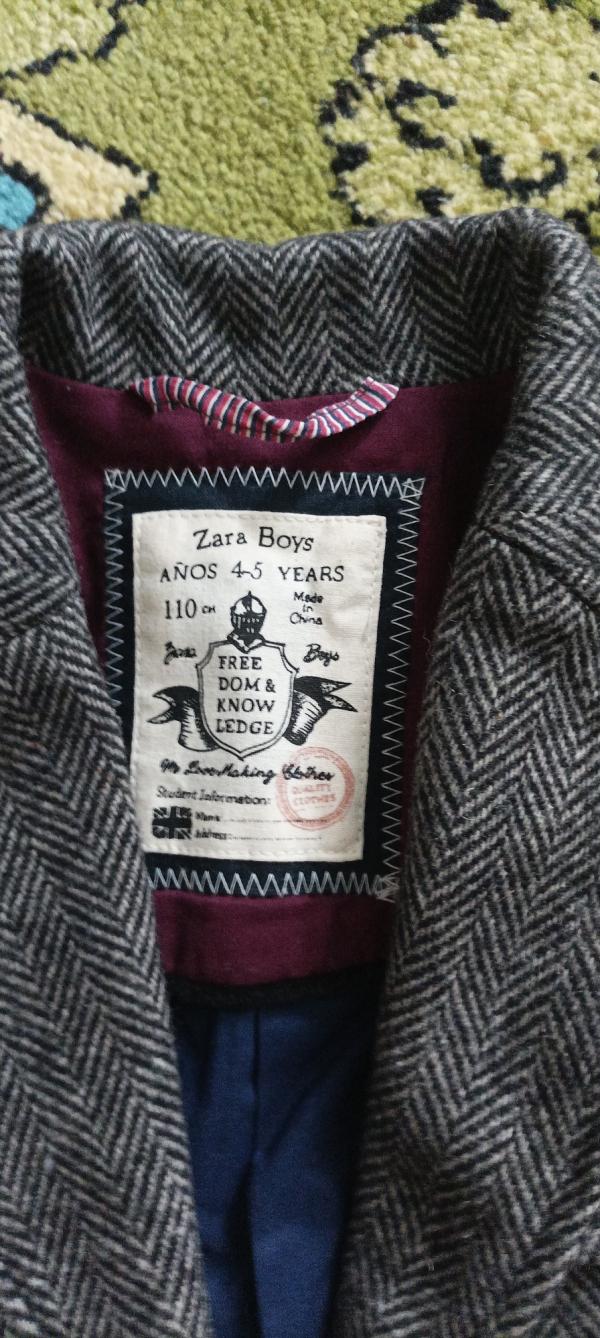 Zara Boys
AÑOS 4-5 YEARS
110 CM
Made
in
China
Zara
Boys
FREE
DOM &
KNOW
LEDGE
We Love Making Clothes
Student Information:
QUALITY
CLOTHES
Name:
Address: